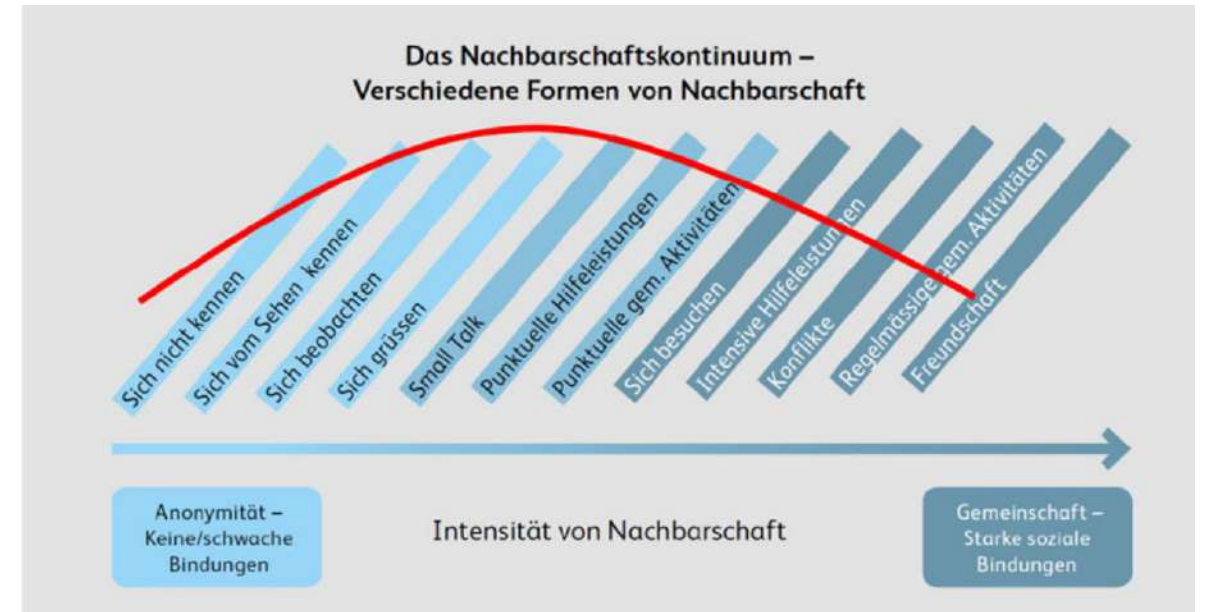 Das Nachbarschaftskontinuum –
Verschiedene Formen von Nachbarschaft
Sich nicht kennen
Sich vom Sehen kennen
Sich beobachten
Sich grüssen
Small Talk
Punktuelle Hilfeleistungen
Punktuelle gem. Aktivitäten
Sich besuchen
Intensive Hilfeleistungen
Konflikte
Regelmässige gem. Aktivitäten
Freundschaft
Anonymität –
Keine/schwache
Bindungen
Intensität von Nachbarschaft
Gemeinschaft –
Starke soziale
Bindungen